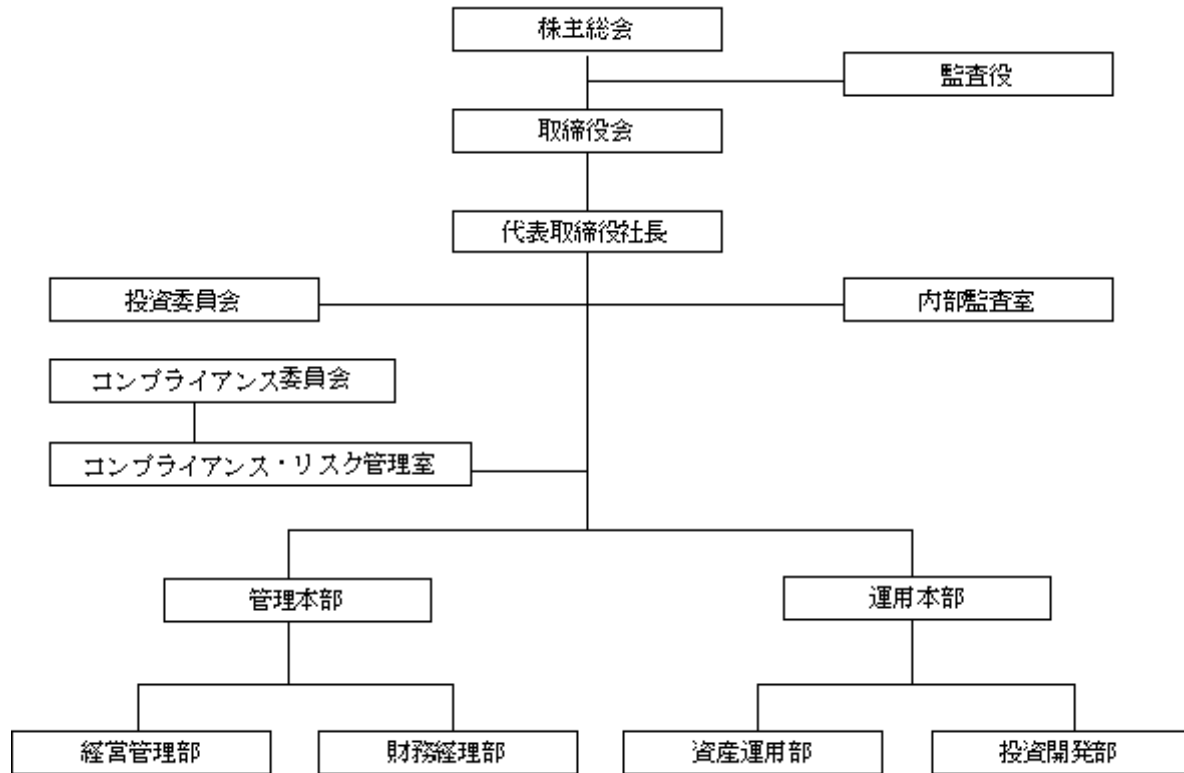 株主総会
監査役
取締役会
代表取締役社長
投資委員会
内部監査室
コンプライアンス委員会
コンプライアンス・リスク管理室
管理本部
運用本部
経営管理部
財務経理部
資産運用部
投資開発部